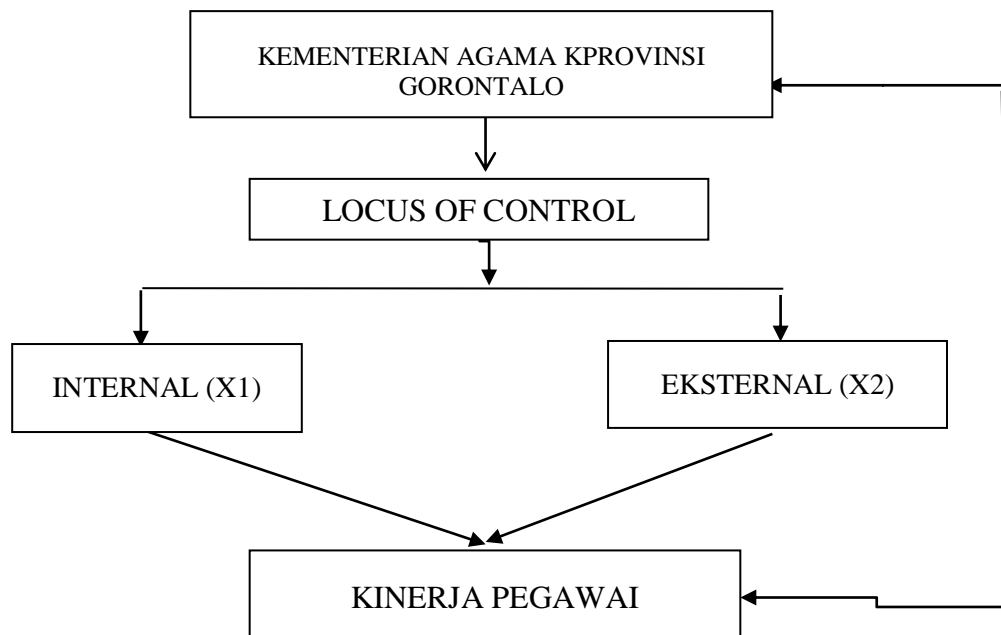 KEMENTERIAN AGAMA KPROVINSI
GORONTALO
LOCUS OF CONTROL
INTERNAL (X1)
EKSTERNAL (X2)
KINERJA PEGAWAI